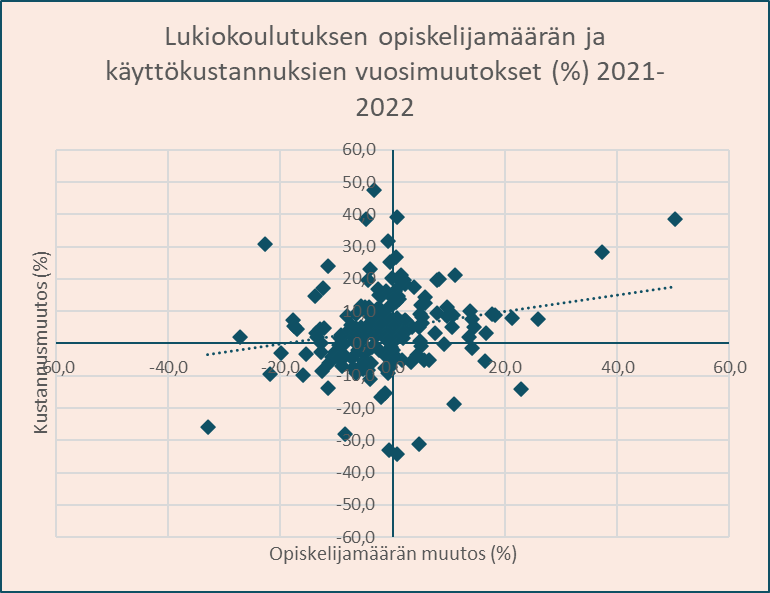 Lukiokoulutuksen opiskelijamäärän ja
käyttökustannuksien vuosimuutokset (%) 2021-
2022
60,0
50,0
40,0
30,0
20,0
10,0
0,0
-10,0
-20,0
-30,0
-40,0
-50,0
-60,0
-60,0 -40,0 -20,0 0,0 20,0 40,0 60,0
Kustannusmuutos (%)
Opiskelijamäärän muutos (%)